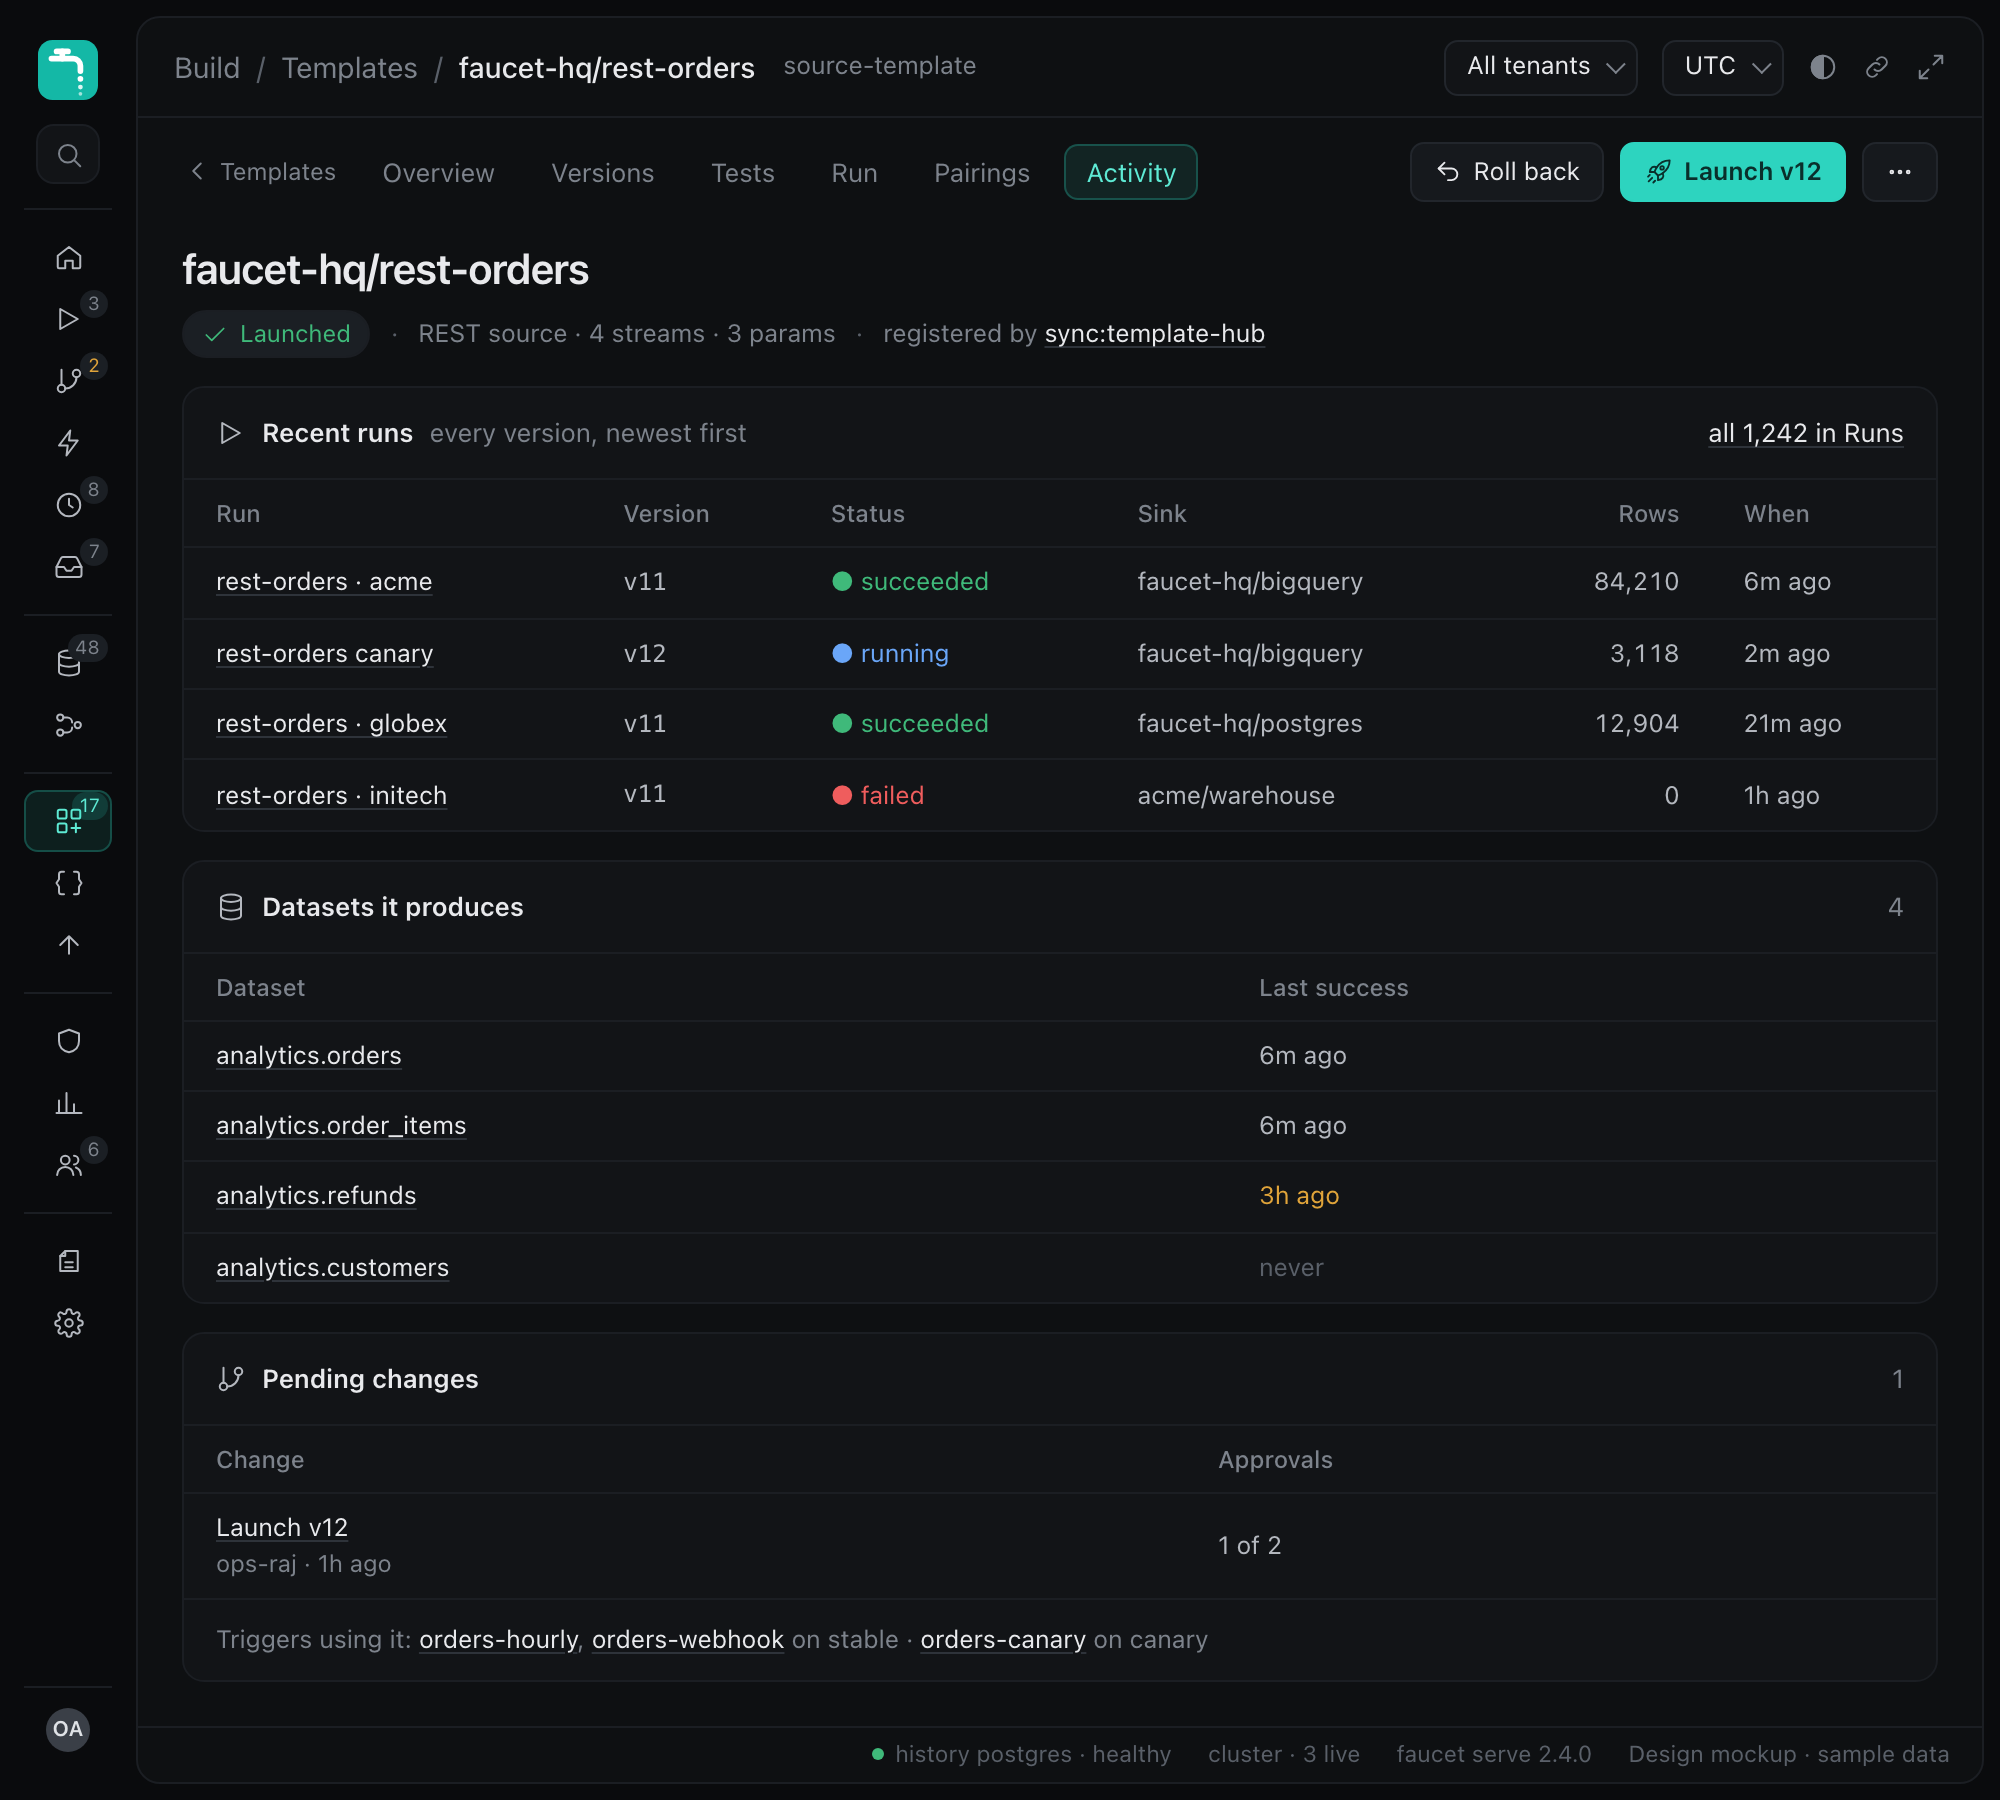 Build / Templates / faucet-hq/rest-orders source-template
All tenants
UTC
Templates Overview Versions Tests Run Pairings Activity
Roll back
Launch v12
faucet-hq/rest-orders
Launched · REST source · 4 streams · 3 params · registered by sync:template-hub
3
2
8
7
48
17
6
OA
Recent runs every version, newest first all 1,242 in Runs
Run Version Status Sink Rows When
rest-orders · acme v11 succeeded faucet-hq/bigquery 84,210 6m ago
rest-orders canary v12 running faucet-hq/bigquery 3,118 2m ago
rest-orders · globex v11 succeeded faucet-hq/postgres 12,904 21m ago
rest-orders · initech v11 failed acme/warehouse 0 1h ago
Datasets it produces 4
Dataset Last success
analytics.orders 6m ago
analytics.order_items 6m ago
analytics.refunds 3h ago
analytics.customers never
Pending changes 1
Change Approvals
Launch v12
ops-raj · 1h ago
1 of 2
Triggers using it: orders-hourly, orders-webhook on stable · orders-canary on canary
history postgres · healthy cluster · 3 live faucet serve 2.4.0 Design mockup · sample data